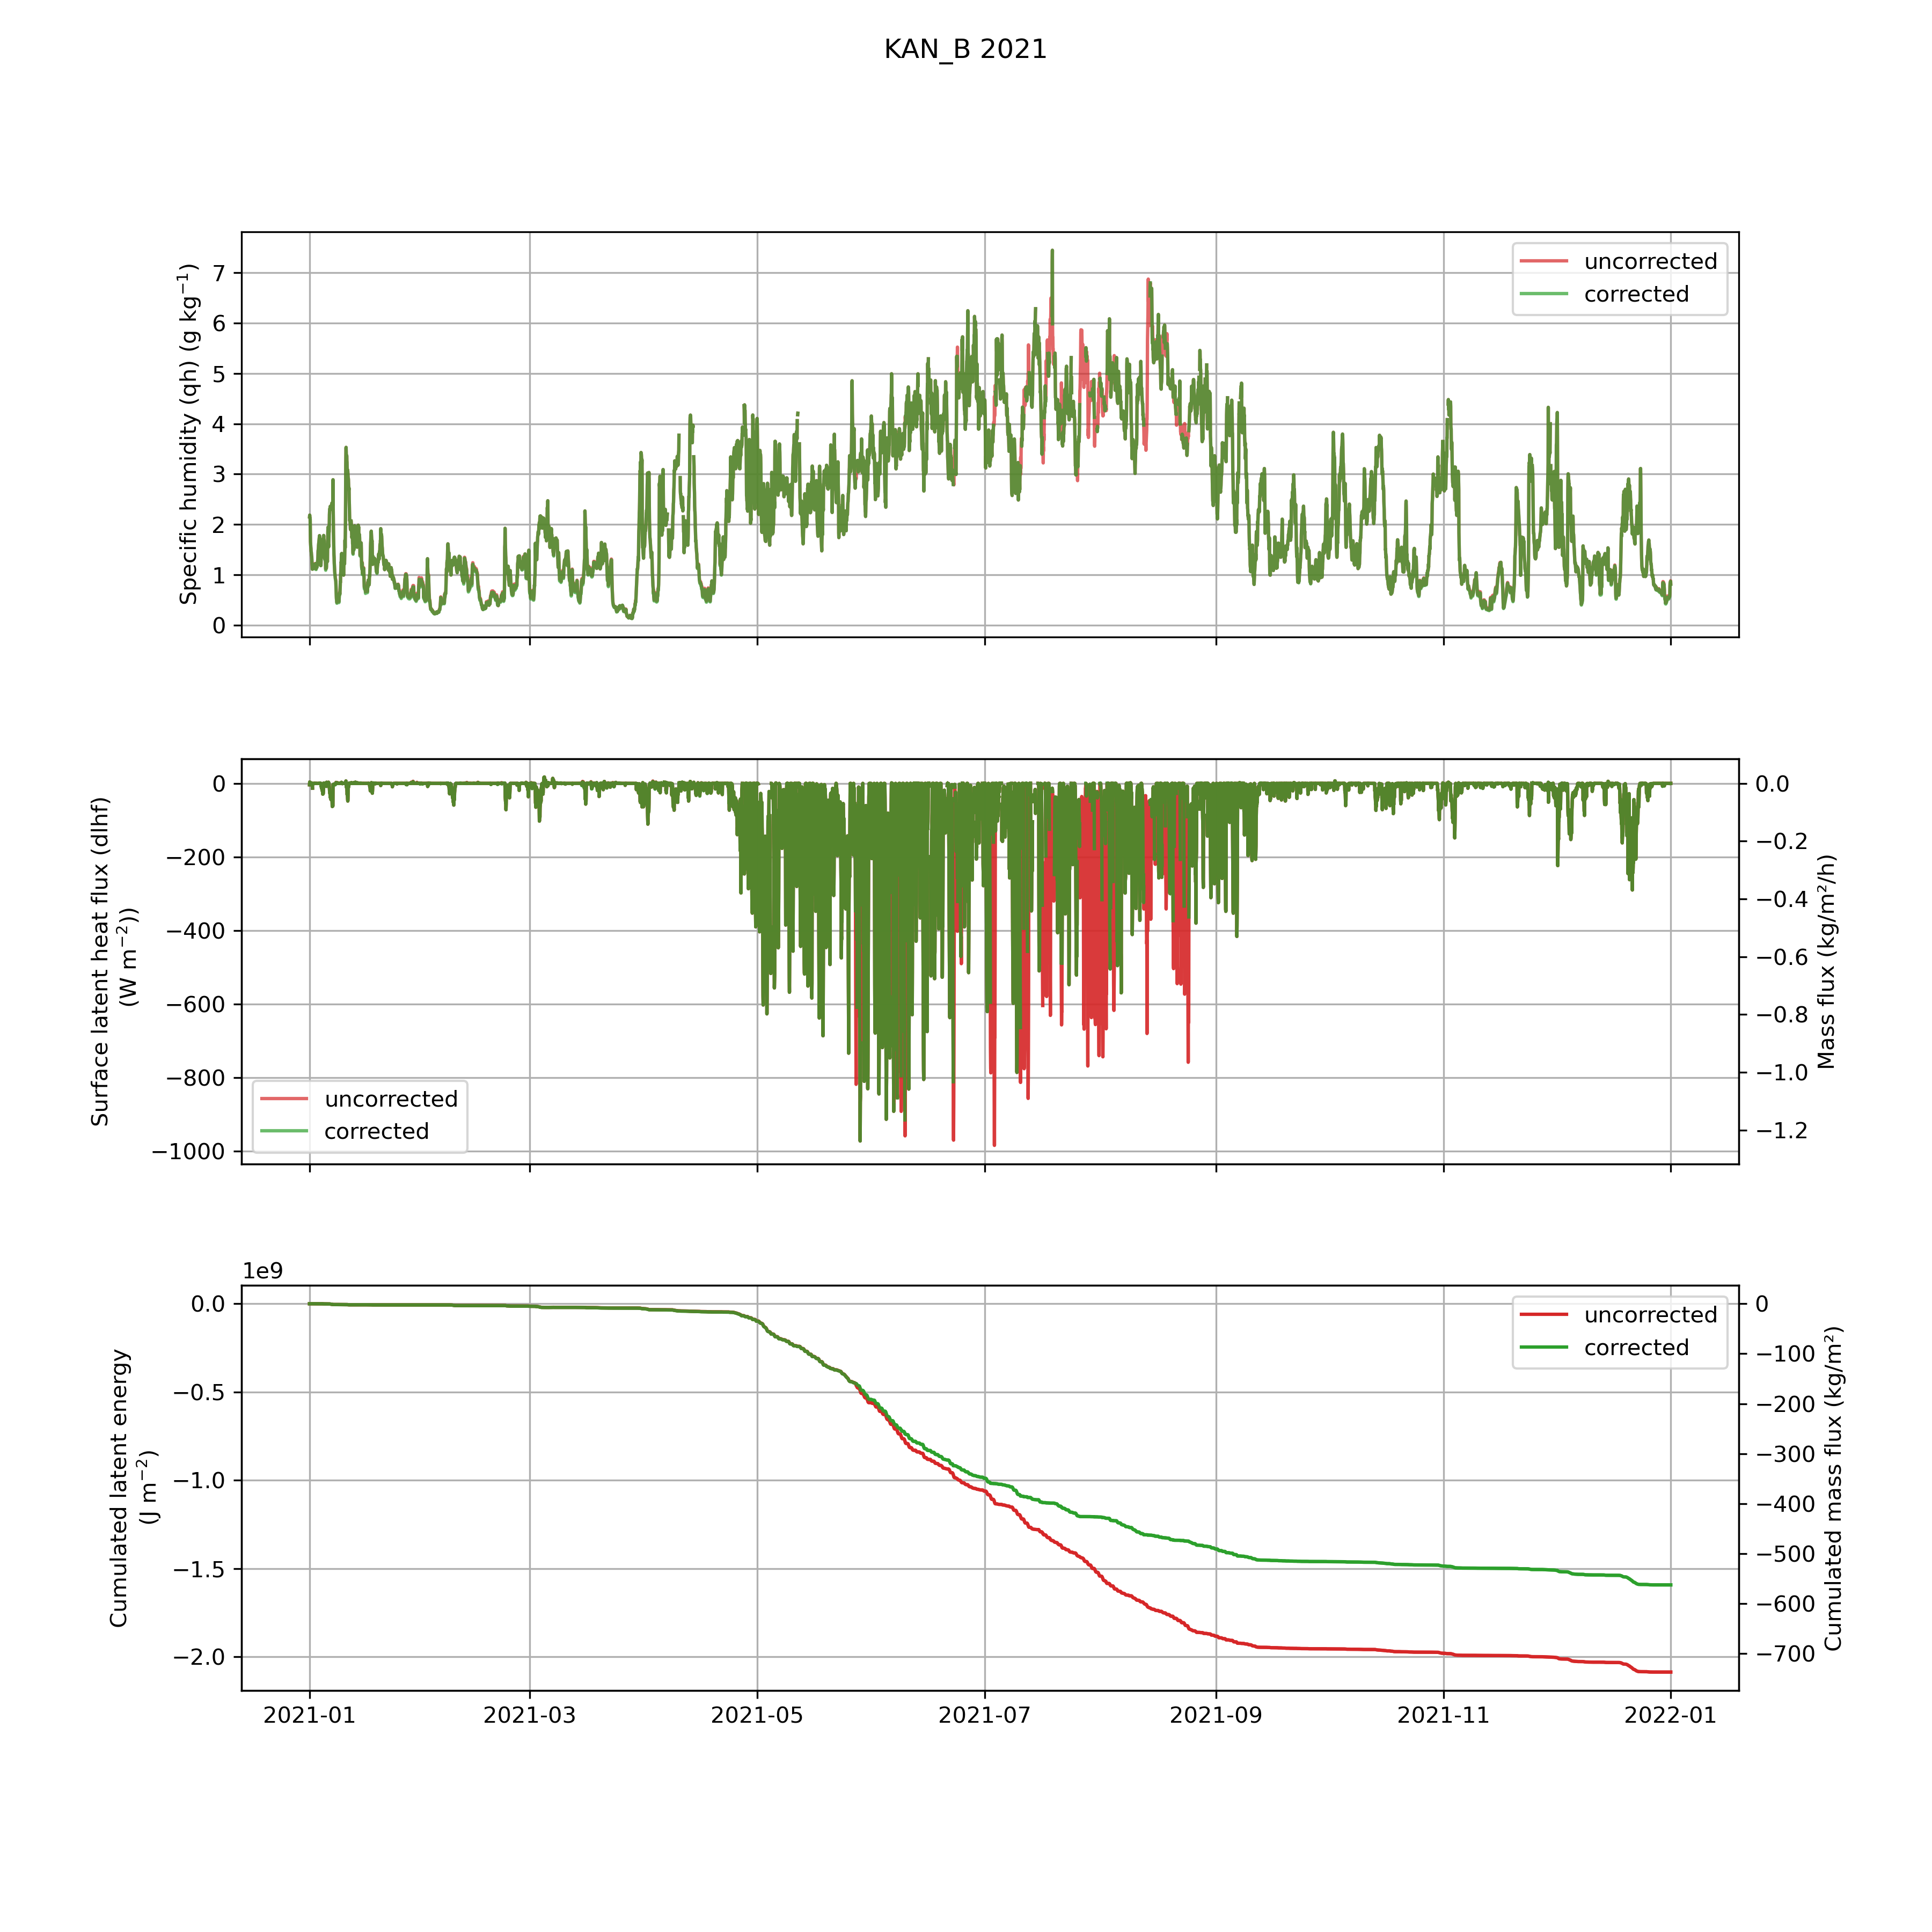 KAN_B 2021
Specific humidity (qh) (g kg⁻¹)
7
6
5
4
3
2
1
0
uncorrected
corrected
Surface latent heat flux (dlhf)
(W m⁻²))
0
−200
−400
−600
−800
−1000
uncorrected
corrected
0.0
−0.2
−0.4
−0.6
−0.8
−1.0
−1.2
Mass flux (kg/m²/h)
1e9
Cumulated latent energy
(J m⁻²)
0.0
−0.5
−1.0
−1.5
−2.0
uncorrected
corrected
0
−100
−200
−300
−400
−500
−600
−700
Cumulated mass flux (kg/m²)
2021-01 2021-03 2021-05 2021-07 2021-09 2021-11 2022-01